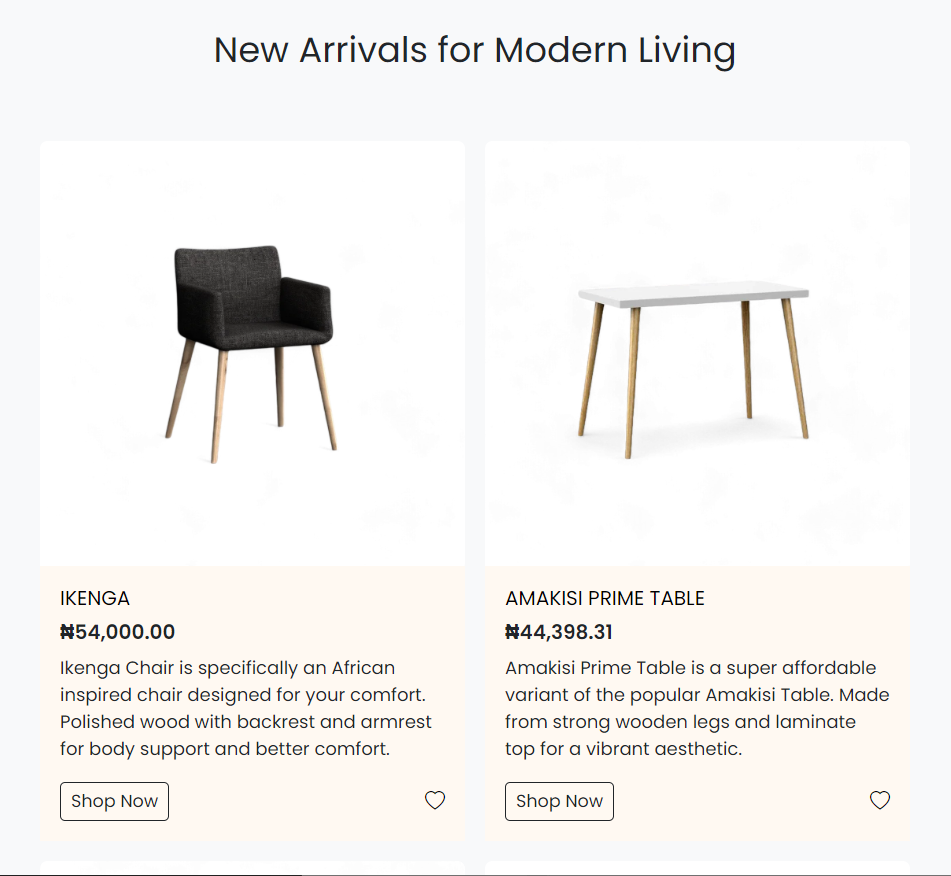 New Arrivals for Modern Living
IKENGA
₦54,000.00
Ikenga Chair is specifically an African
inspired chair designed for your comfort.
Polished wood with backrest and armrest
for body support and better comfort.
Shop Now
AMAKISI PRIME TABLE
₦44,398.31
Amakisi Prime Table is a super affordable
variant of the popular Amakisi Table. Made
from strong wooden legs and laminate
top for a vibrant aesthetic.
Shop Now